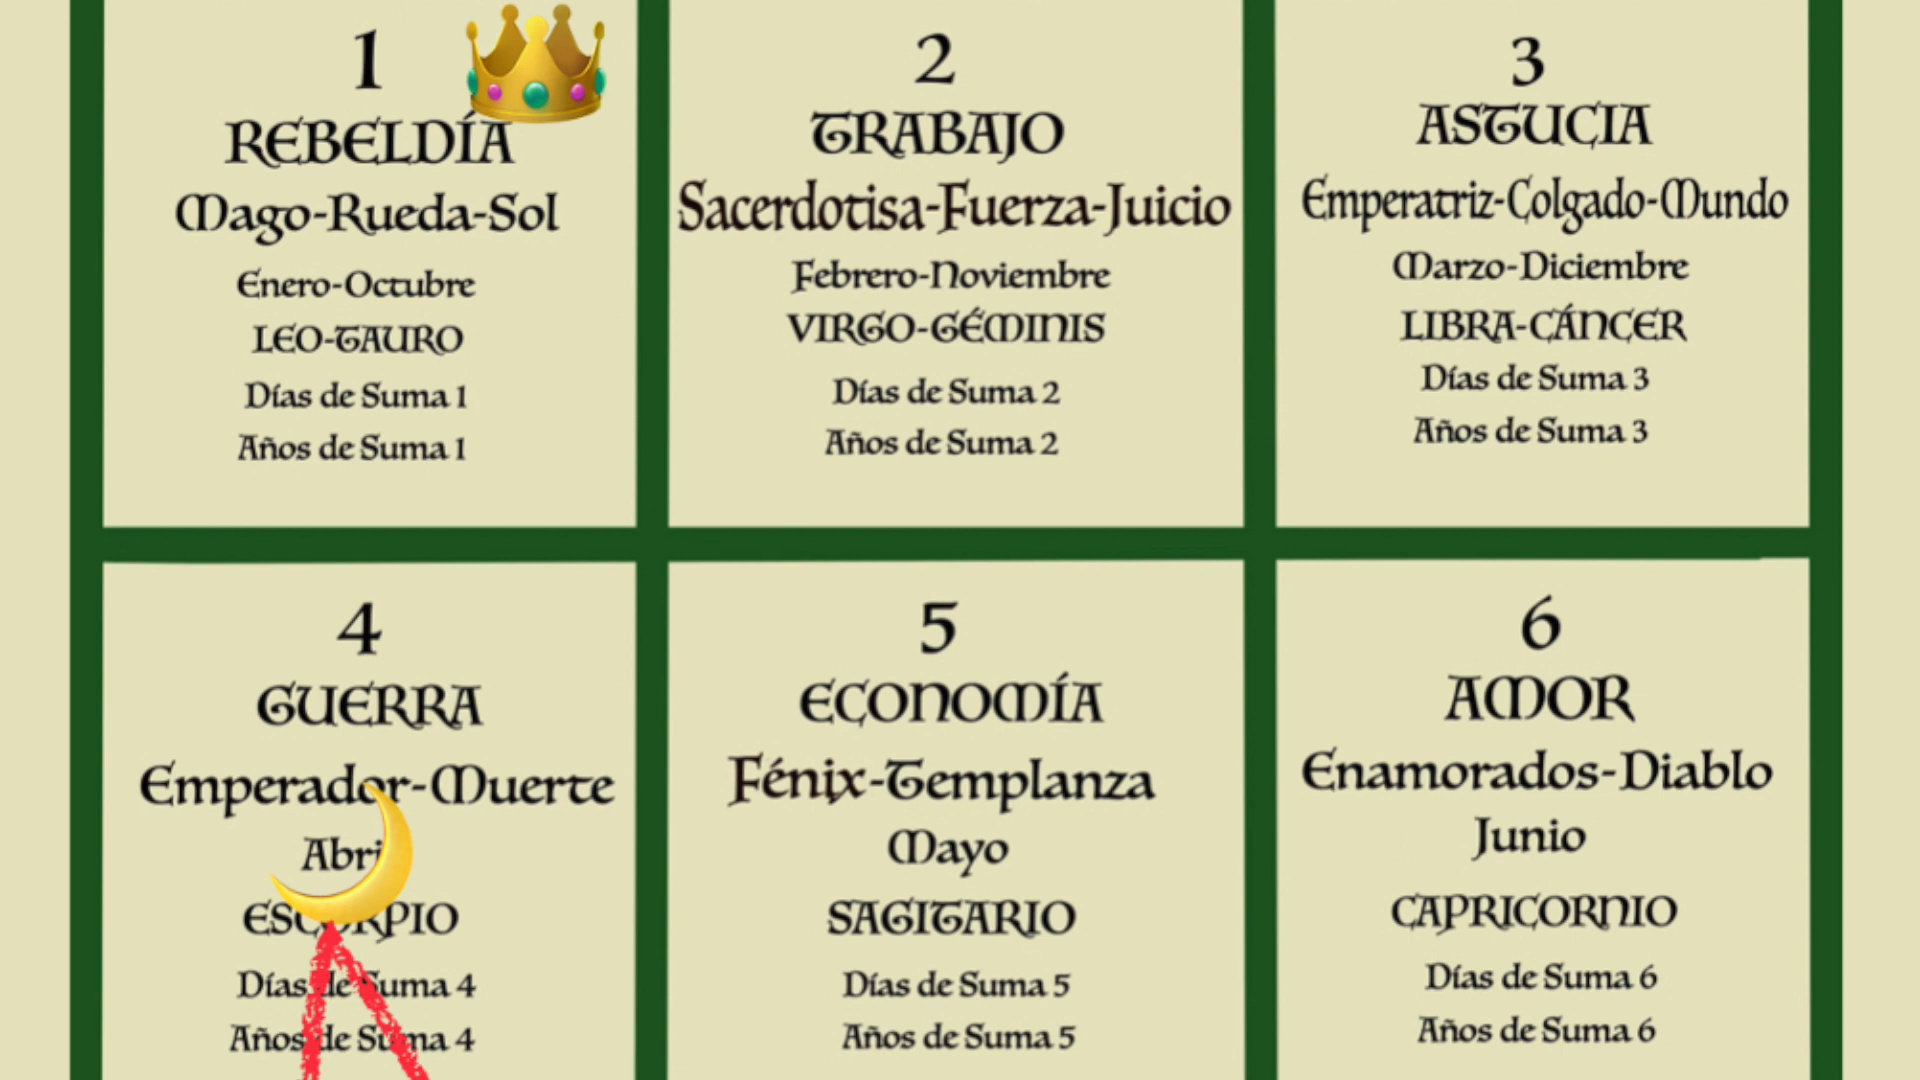 1
REBELDÍA
Mago-Rueda-Sol
Enero-Octubre
LEO-TAURO
Días de Suma 1
Años de Suma 1
2
TRABAJO
Sacerdotisa-Fuerza-Juicio
Febrero-Noviembre
VIRGO-GÉMINIS
Días de Suma 2
Años de Suma 2
3
ASTUCIA
Emperatriz-Colgado-Mundo
Marzo-Diciembre
LIBRA-CÁNCER
Días de Suma 3
Años de Suma 3
4
GUERRA
Emperador-Muerte
Abril
ESCORPIO
Días de Suma 4
Años de Suma 4
5
ECONOMÍA
Fénix-Templanza
Mayo
SAGITARIO
Días de Suma 5
Años de Suma 5
6
AMOR
Enamorados-Diablo
Junio
CAPRICORNIO
Días de Suma 6
Años de Suma 6